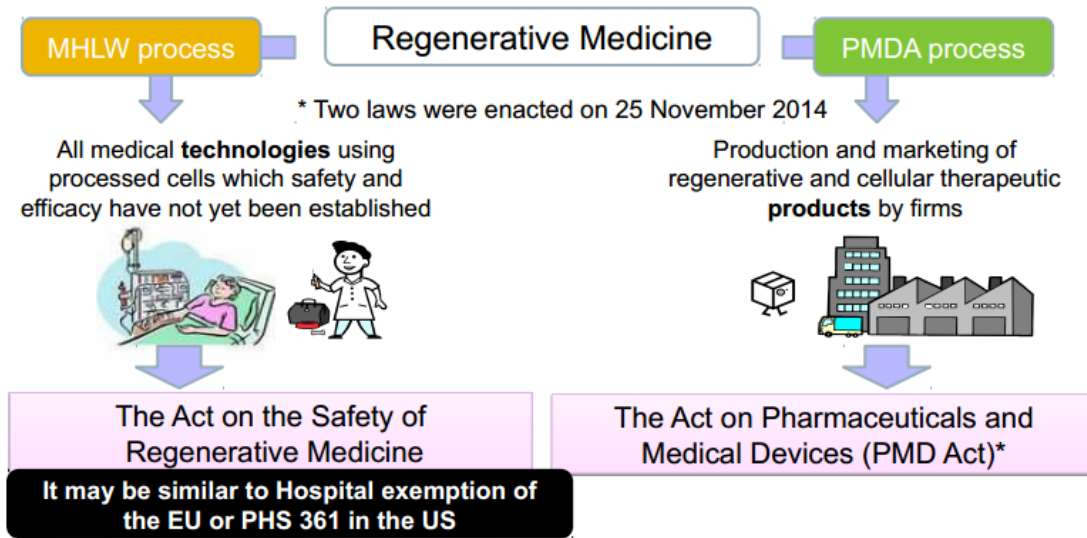 MHLW process
Regenerative Medicine
PMDA process
* Two laws were enacted on 25 November 2014
All medical technologies using
processed cells which safety and
efficacy have not yet been established
Production and marketing of
regenerative and cellular therapeutic
products by firms
The Act on the Safety of
Regenerative Medicine
The Act on Pharmaceuticals and
Medical Devices (PMD Act)*
It may be similar to Hospital exemption of
the EU or PHS 361 in the US